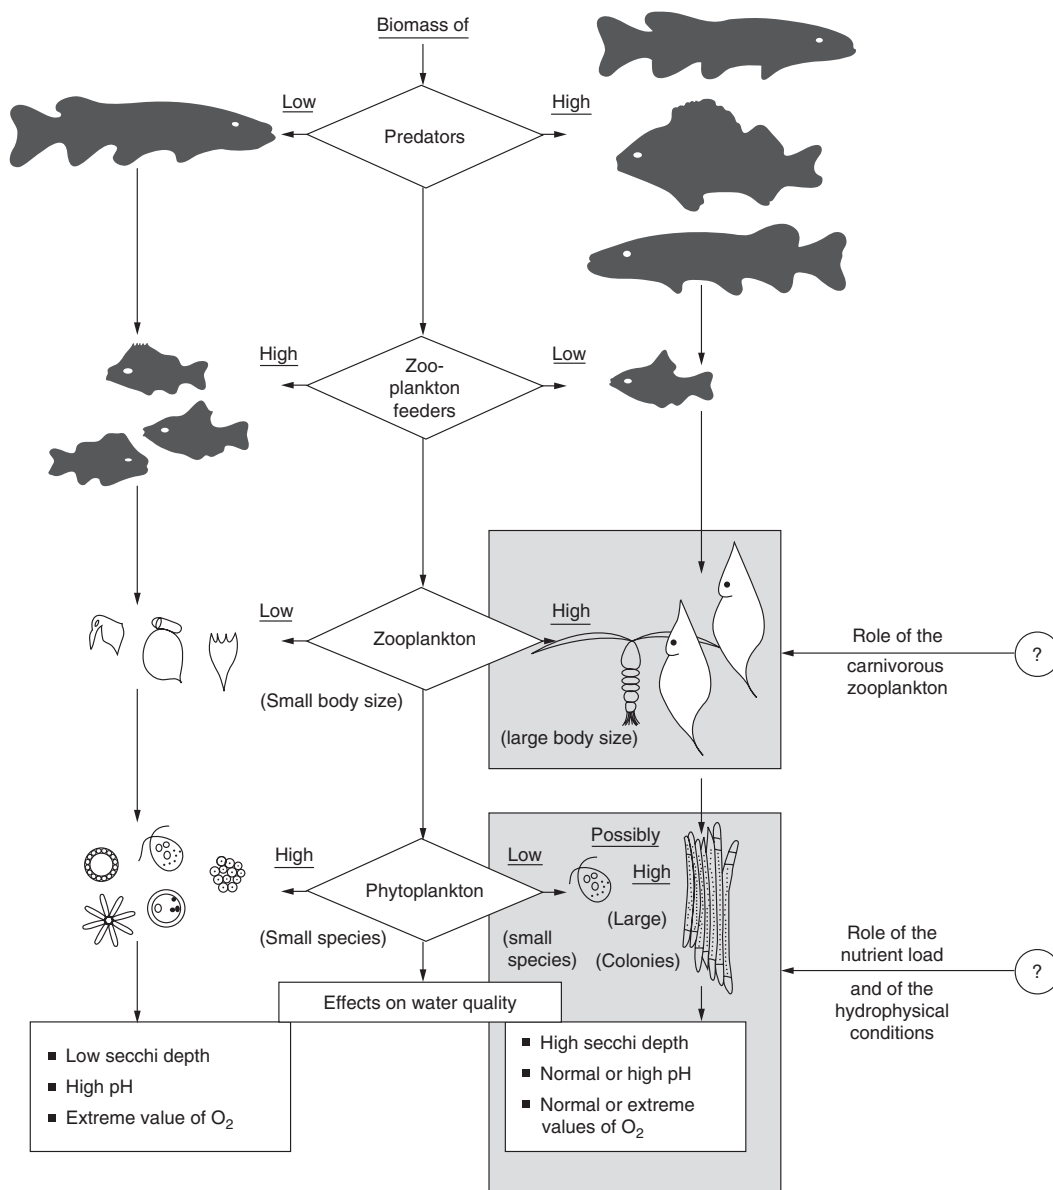 Biomass of
Low
High
Predators
High
Low
Zoo-
plankton
feeders
Low
High
Zooplankton
(Small body size)
(large body size)
Role of the
carnivorous
zooplankton
?
High
Low
Possibly
High
Phytoplankton
(Large)
(Small species)
(small
species)
(Colonies)
Role of the
nutrient load
and of the
hydrophysical
conditions
?
Effects on water quality
■ Low secchi depth
■ High pH
■ Extreme value of O₂
■ High secchi depth
■ Normal or high pH
■ Normal or extreme
values of O₂